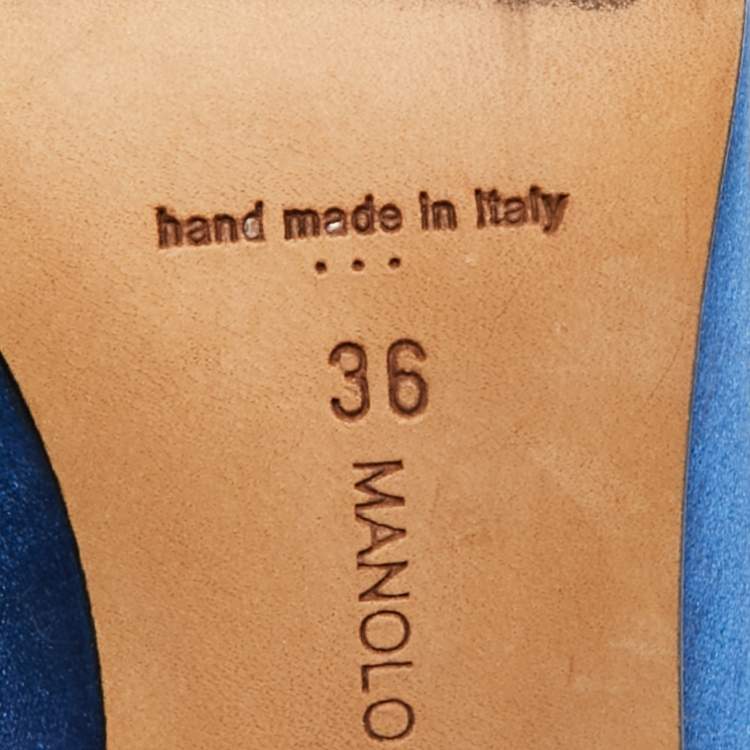 hand made in Italy
• • •
36
MANOLO